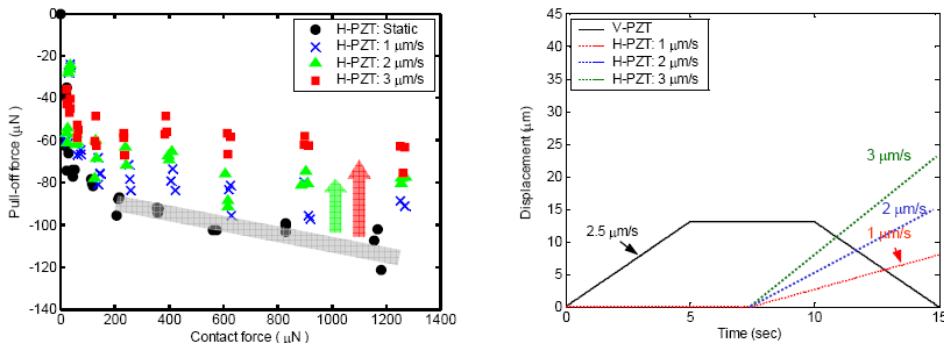 H-PZT: Static
H-PZT: 1 μm/s
H-PZT: 2 μm/s
H-PZT: 3 μm/s
0
-20
-40
-60
-80
-100
-120
-140
Pull-off force(μN )
0 200 400 600 800 1000 1200 1400
Contact force ( μN )
V-PZT
H-PZT: 1 μm/s
H-PZT: 2 μm/s
H-PZT: 3 μm/s
45
40
35
30
25
20
15
10
5
0
Displacement(μm)
3 μm/s
2 μm/s
1 μm/s
2.5 μm/s
0 5 10 15
Time (sec)